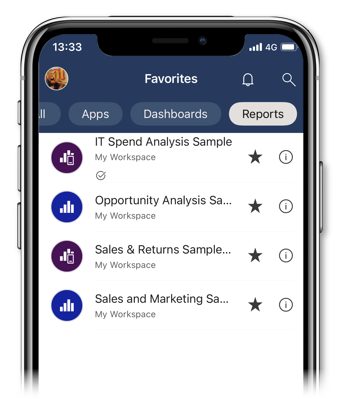 13:33
4G
Favorites
ll
Apps
Dashboards
Reports
IT Spend Analysis Sample
My Workspace
Opportunity Analysis Sa...
My Workspace
Sales & Returns Sample...
My Workspace
Sales and Marketing Sa...
My Workspace